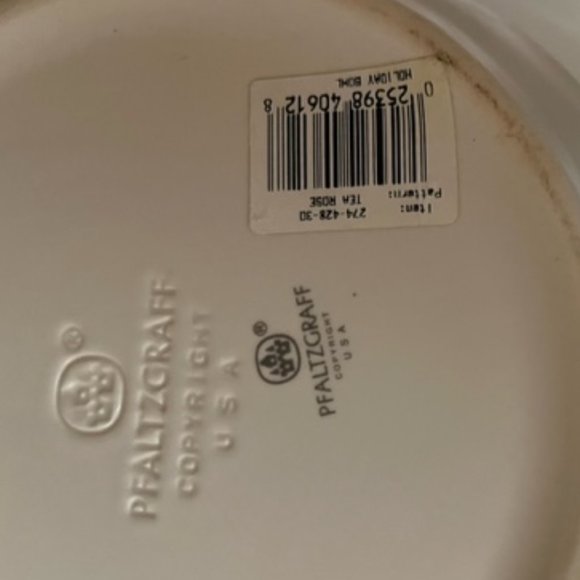 Item: 274-428-30
Pattern: TEA ROSE
0 25398 40612 8
HOLIDAY BOWL
PFALTZGRAFF
COPYRIGHT
USA
®
PFALTZGRAFF
COPYRIGHT
USA
®